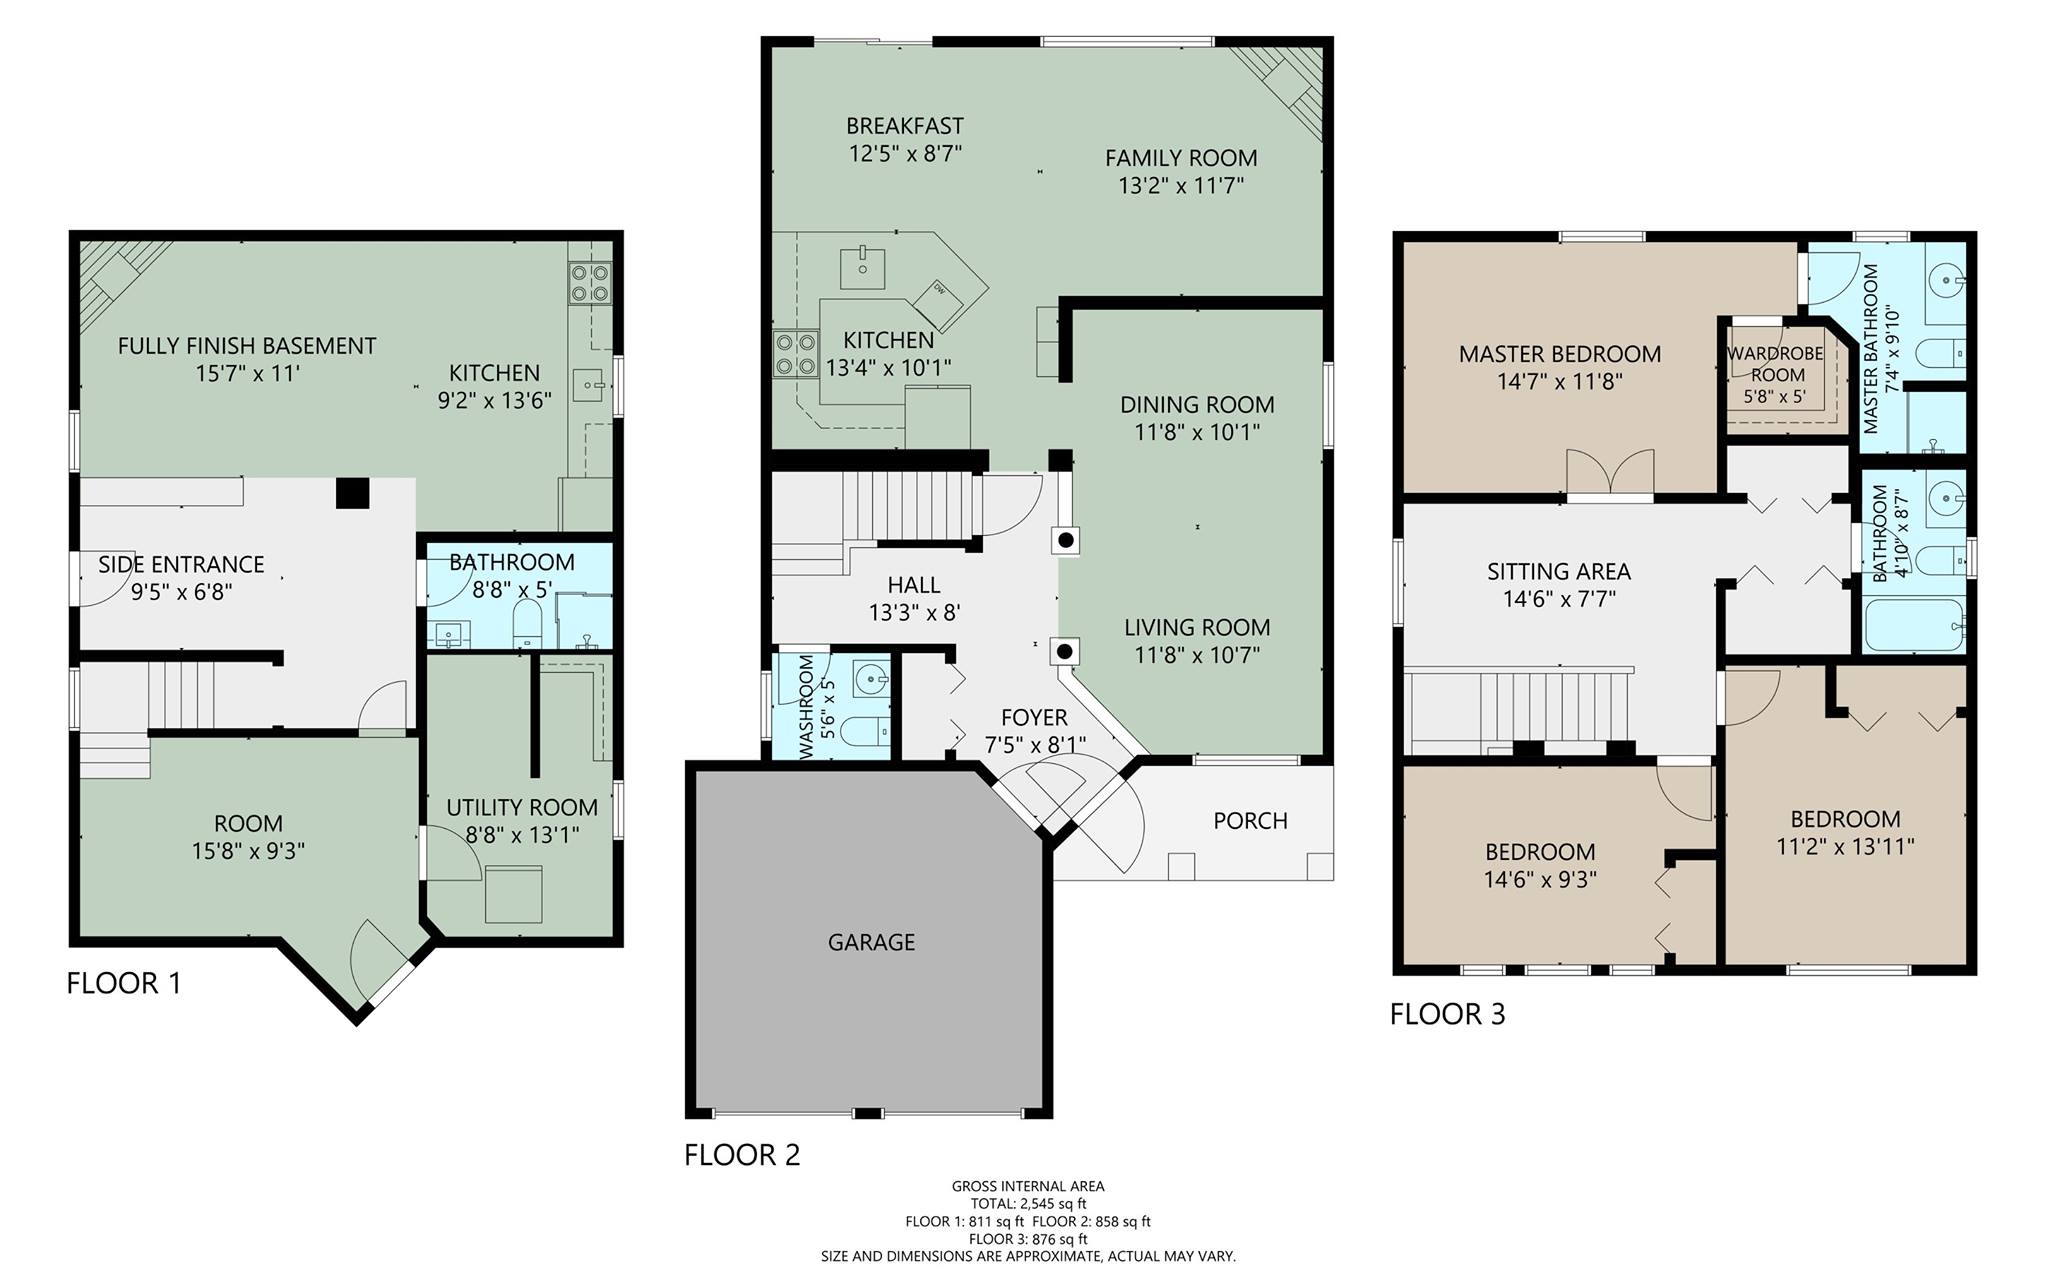 FULLY FINISH BASEMENT
15'7" x 11'
KITCHEN
9'2" x 13'6"
SIDE ENTRANCE
9'5" x 6'8"
BATHROOM
8'8" x 5'
ROOM
15'8" x 9'3"
UTILITY ROOM
8'8" x 13'1"
FLOOR 1
BREAKFAST
12'5" x 8'7"
FAMILY ROOM
13'2" x 11'7"
DW
KITCHEN
13'4" x 10'1"
DINING ROOM
11'8" x 10'1"
HALL
13'3" x 8'
LIVING ROOM
11'8" x 10'7"
WASHROOM
5'6" x 5'
FOYER
7'5" x 8'1"
PORCH
GARAGE
FLOOR 2
MASTER BEDROOM
14'7" x 11'8"
WARDROBE
ROOM
5'8" x 5'
MASTER BATHROOM
7'4" x 9'10"
BATHROOM
4'10" x 8'7"
SITTING AREA
14'6" x 7'7"
BEDROOM
14'6" x 9'3"
BEDROOM
11'2" x 13'11"
FLOOR 3
GROSS INTERNAL AREA
TOTAL: 2,545 sq ft
FLOOR 1: 811 sq ft FLOOR 2: 858 sq ft
FLOOR 3: 876 sq ft
SIZE AND DIMENSIONS ARE APPROXIMATE, ACTUAL MAY VARY.